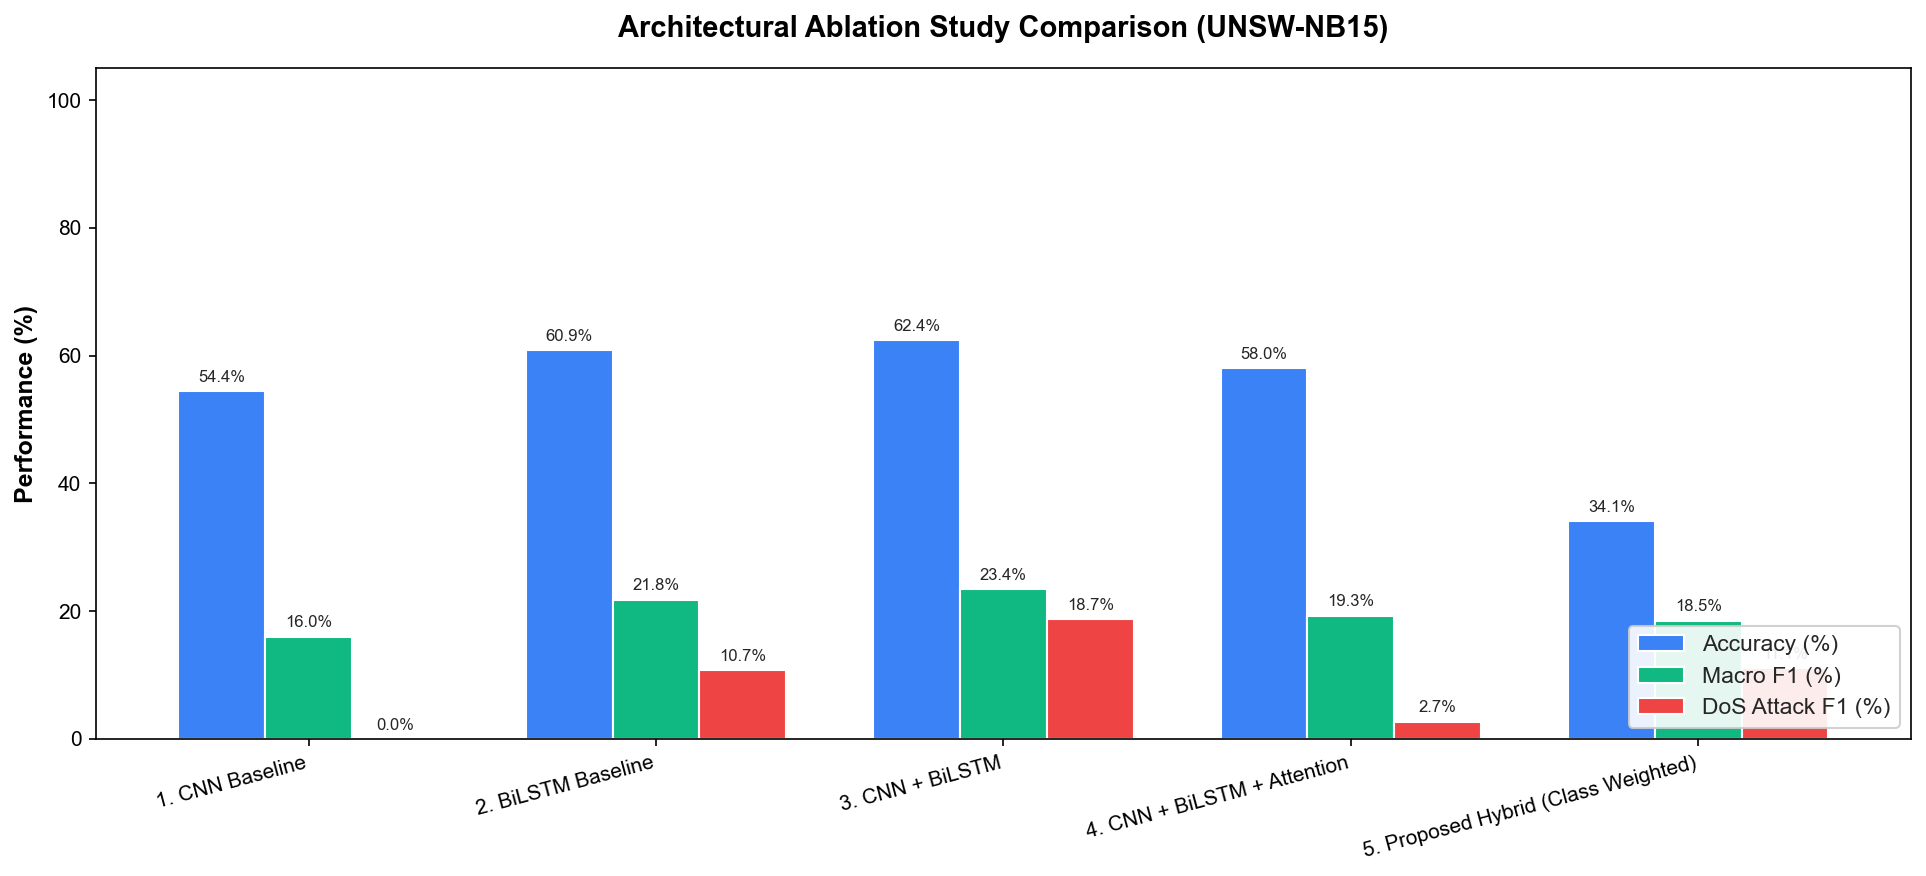 Architectural Ablation Study Comparison (UNSW-NB15)
Performance (%)
100
80
60
40
20
0
54.4%
16.0%
0.0%
60.9%
21.8%
10.7%
62.4%
23.4%
18.7%
58.0%
19.3%
2.7%
34.1%
18.5%
Accuracy (%)
Macro F1 (%)
DoS Attack F1 (%)
1. CNN Baseline
2. BiLSTM Baseline
3. CNN + BiLSTM
4. CNN + BiLSTM + Attention
5. Proposed Hybrid (Class Weighted)